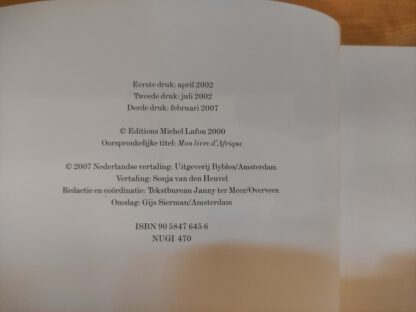 Eerste druk: april 2002
Tweede druk: juli 2002
Derde druk: februari 2007
© Editions Michel Lafon 2000
Oorspronkelijke titel: Mon livre d'Afrique
© 2007 Nederlandse vertaling: Uitgeverij Byblos/Amsterdam
Vertaling: Sonja van den Heuvel
Redactie en coördinatie: Tekstbureau Janny ter Meer/Overveen
Omslag: Gijs Sierman/Amsterdam
ISBN 90 5847 645 6
NUGI 470